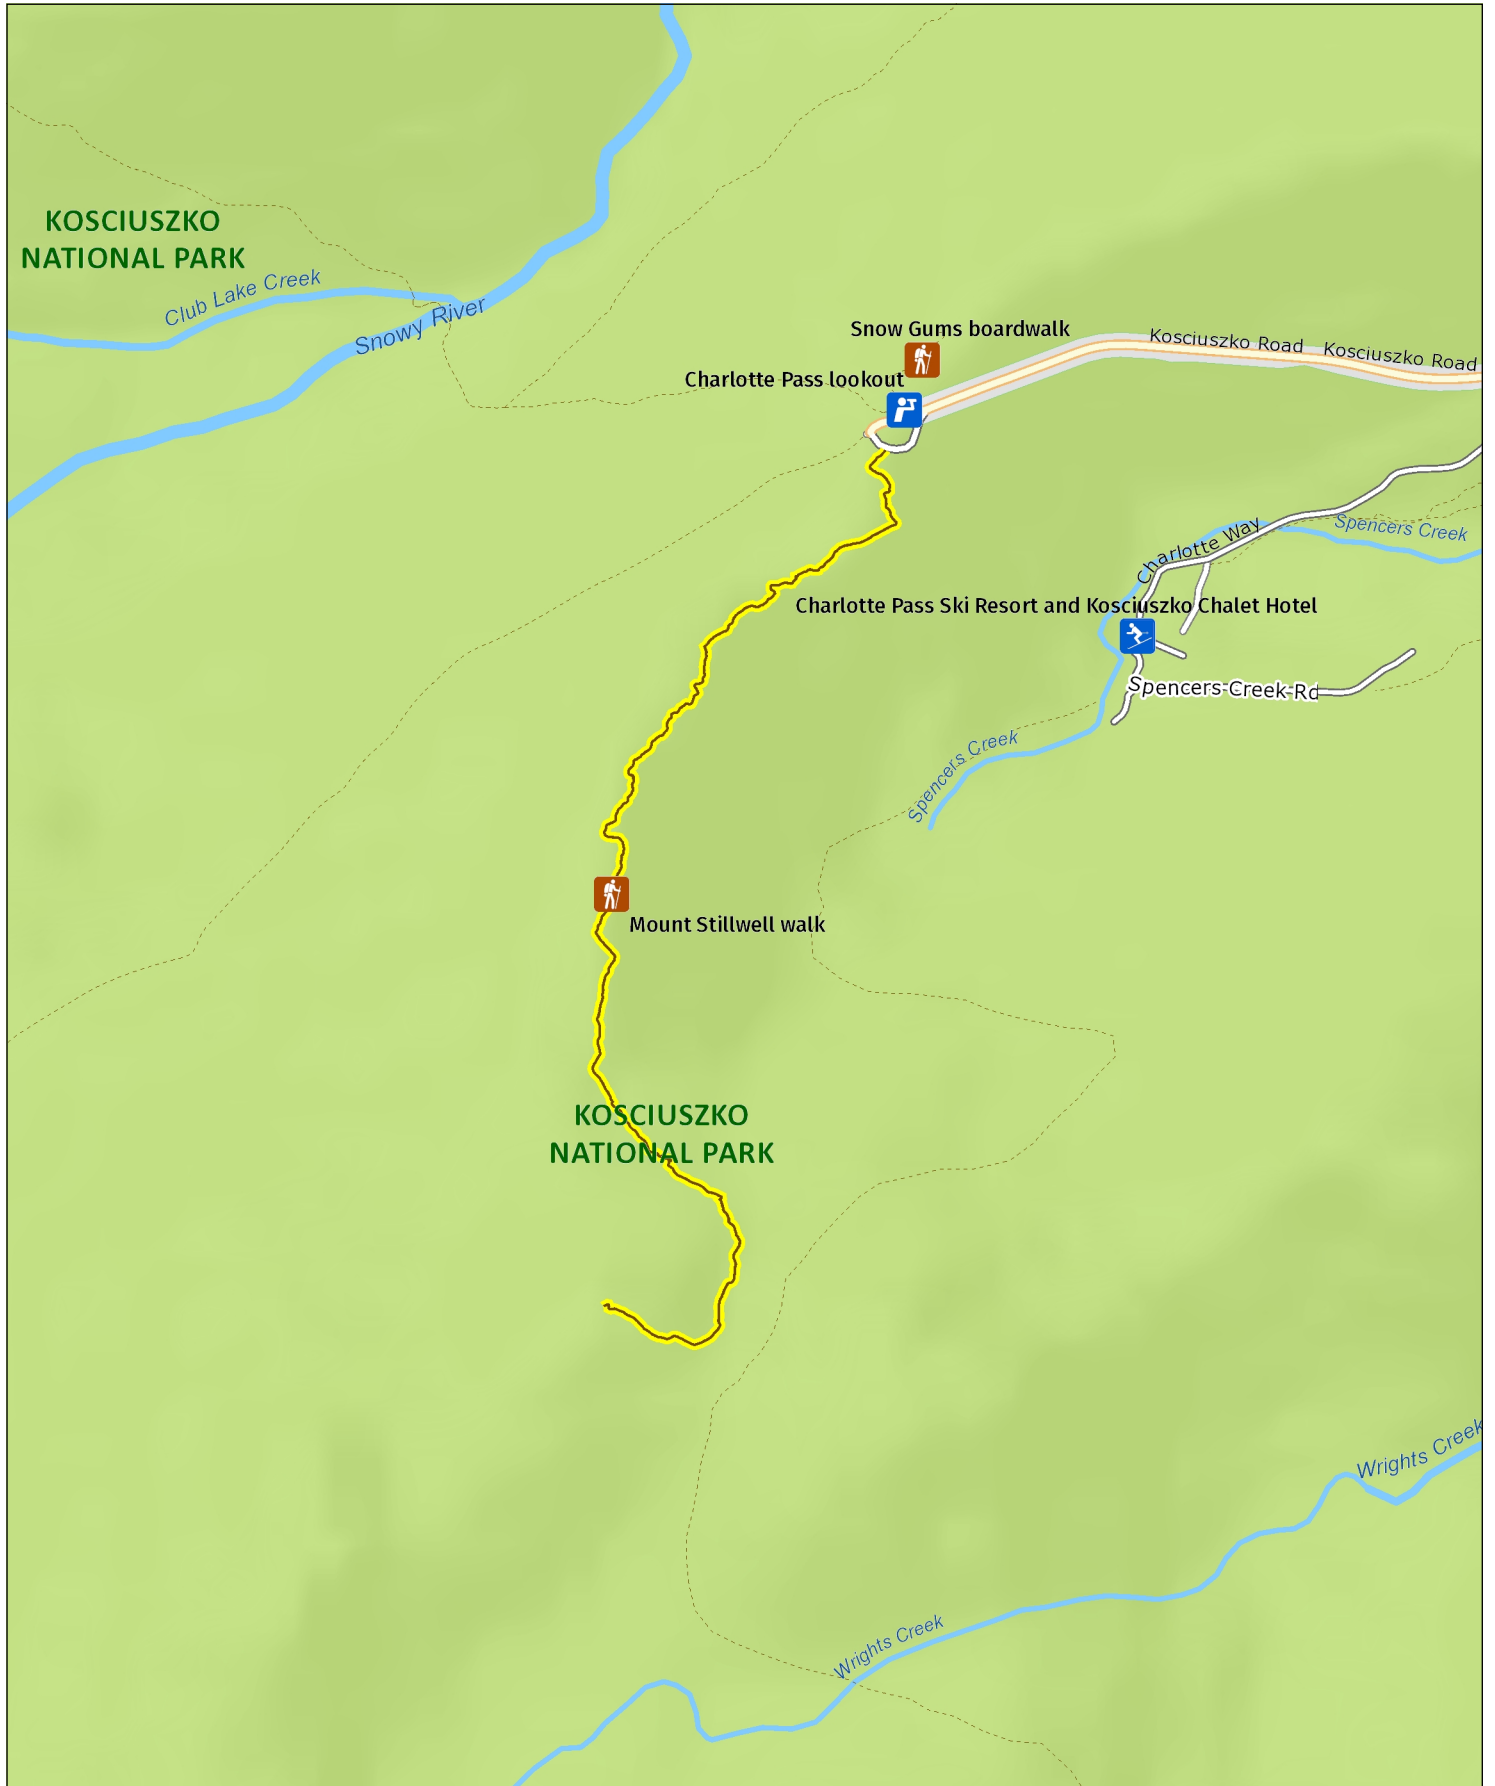 KOSCIUSZKO
NATIONAL PARK
Club Lake Creek
Snowy River
Snow Gums boardwalk
Kosciuszko Road
Kosciuszko Road
Charlotte Pass lookout
Spencers Creek
Charlotte Way
Charlotte Pass Ski Resort and Kosciuszko Chalet Hotel
Spencers Creek Rd
Spencers Creek
Mount Stillwell walk
KOSCIUSZKO
NATIONAL PARK
Wrights Creek
Wrights Creek